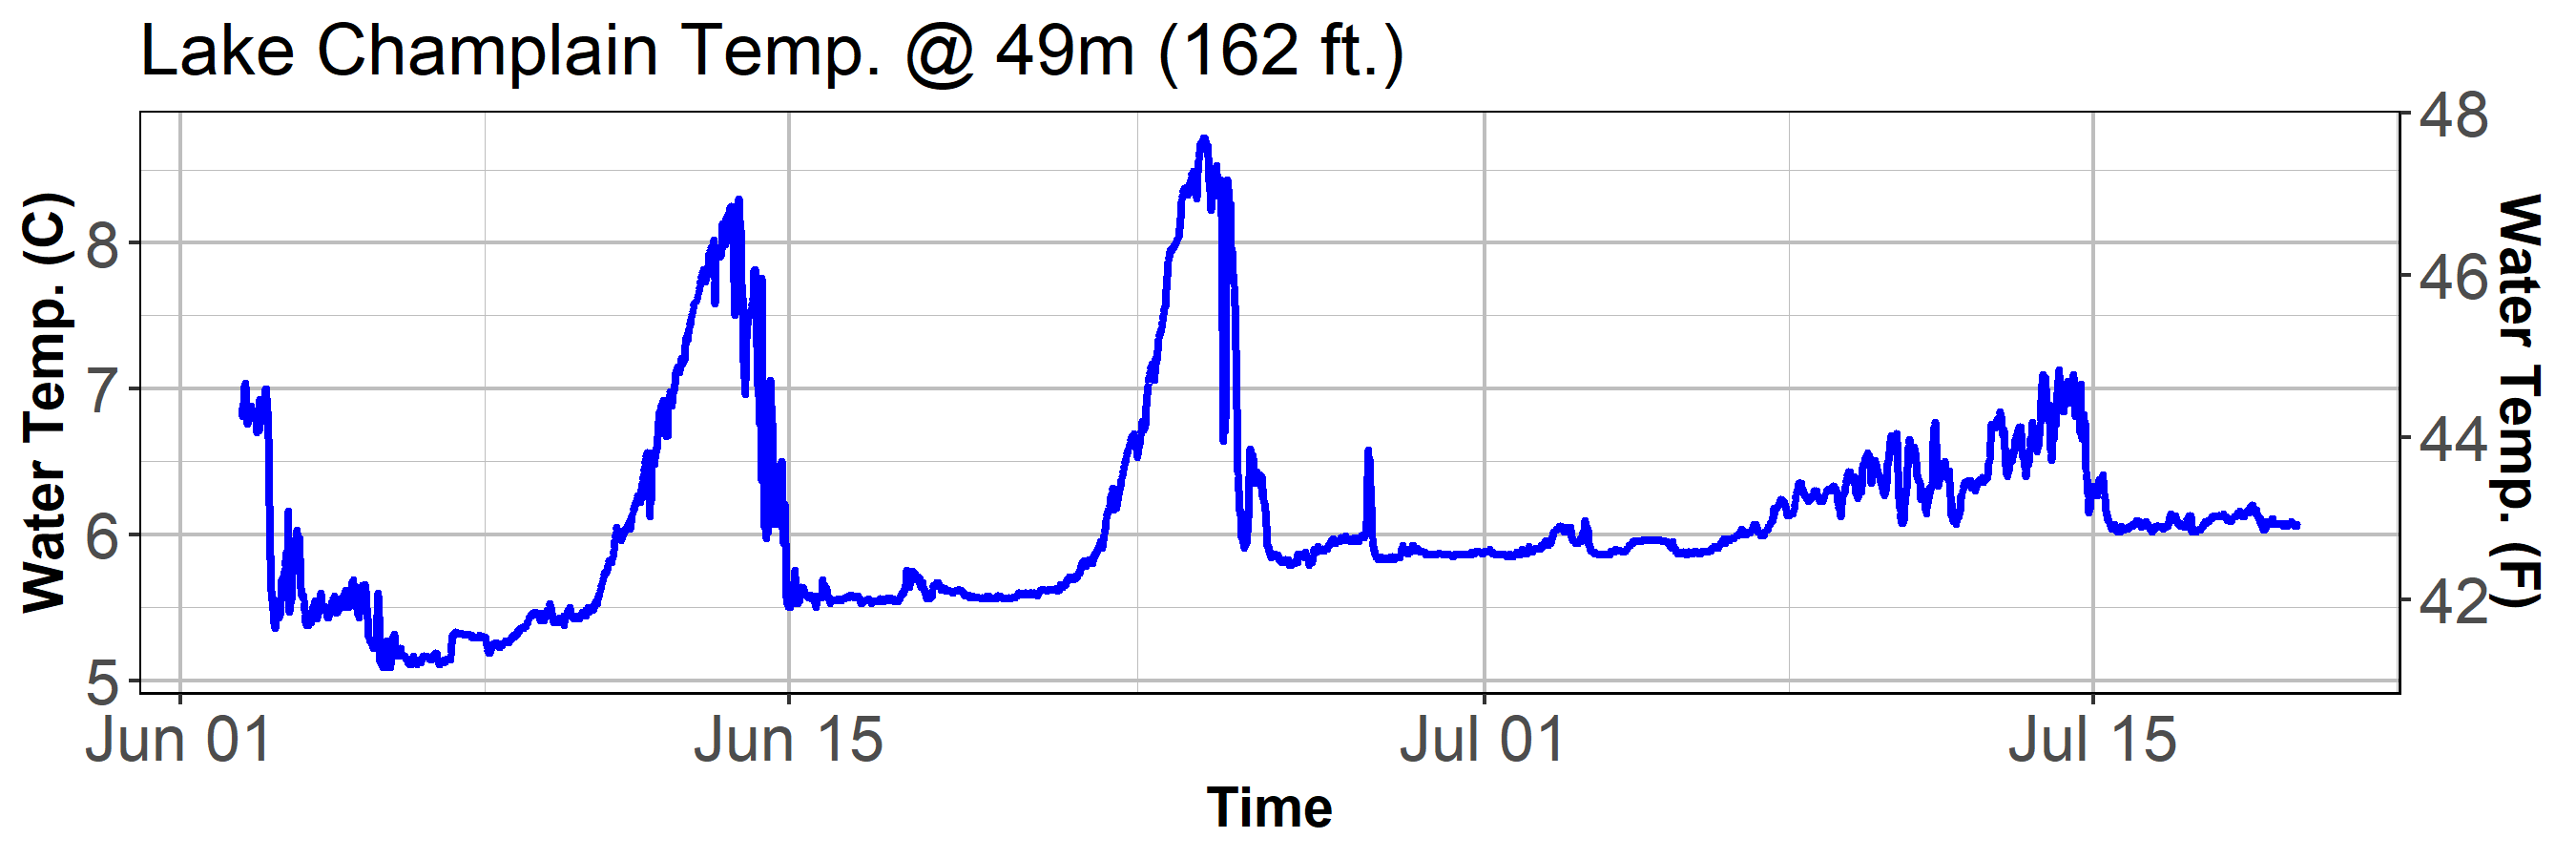 Lake Champlain Temp. @ 49m (162 ft.)
Water Temp. (C)
8
7
6
5
48
46
44
42
Water Temp. (F)
Jun 01
Jun 15
Jul 01
Jul 15
Time